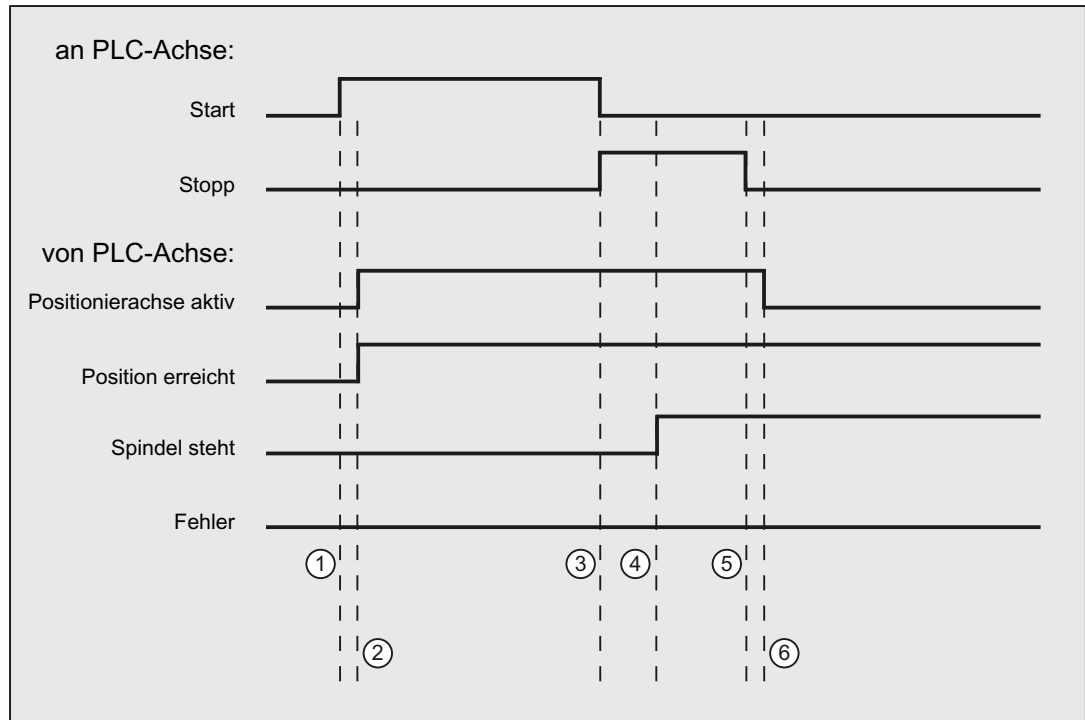 an PLC-Achse:
Start
Stopp
von PLC-Achse:
Positionierachse aktiv
Position erreicht
Spindel steht
Fehler
1 3 4 5
2 6